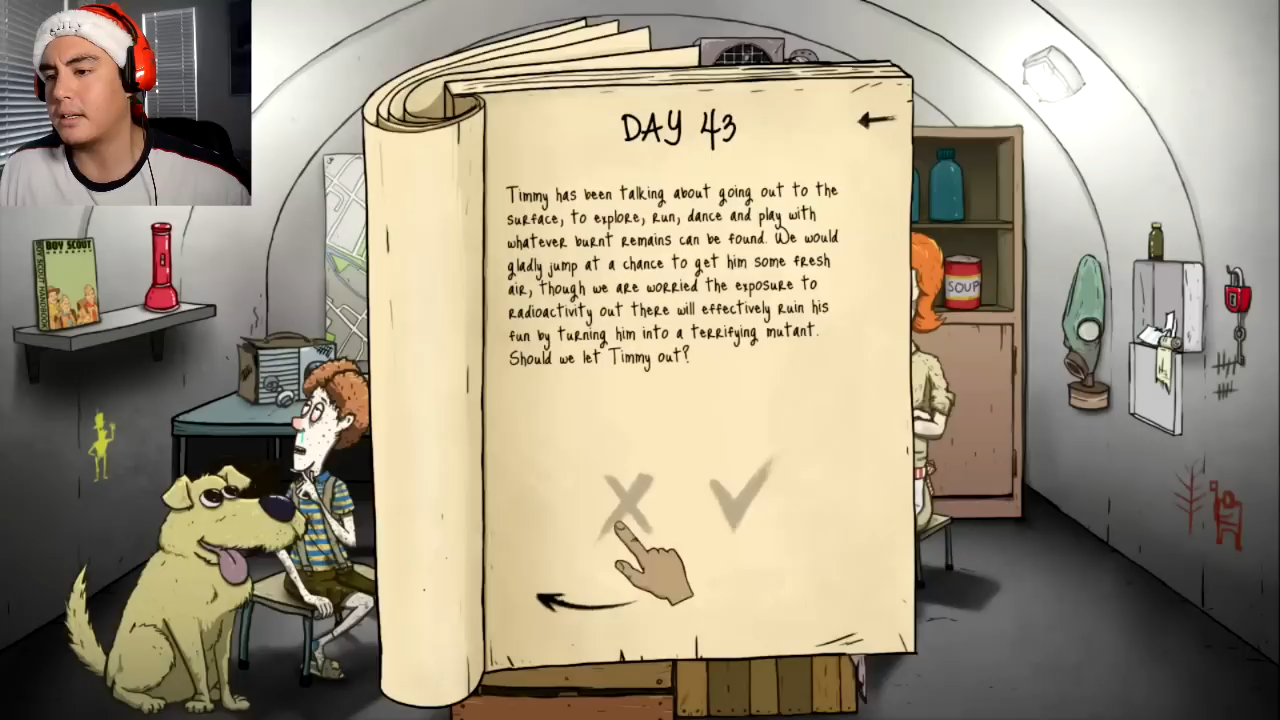 DAY 43
Timmy has been talking about going out to the
surface, to explore, run, dance and play with
whatever burnt remains can be found. We would
gladly jump at a chance to get him some fresh
air, though we are worried the exposure to
radioactivity out there will effectively ruin his
fun by turning him into a terrifying mutant.
Should we let Timmy out?
BOY SCOUT
BOY SCOUT HANDBOOK
SOUP